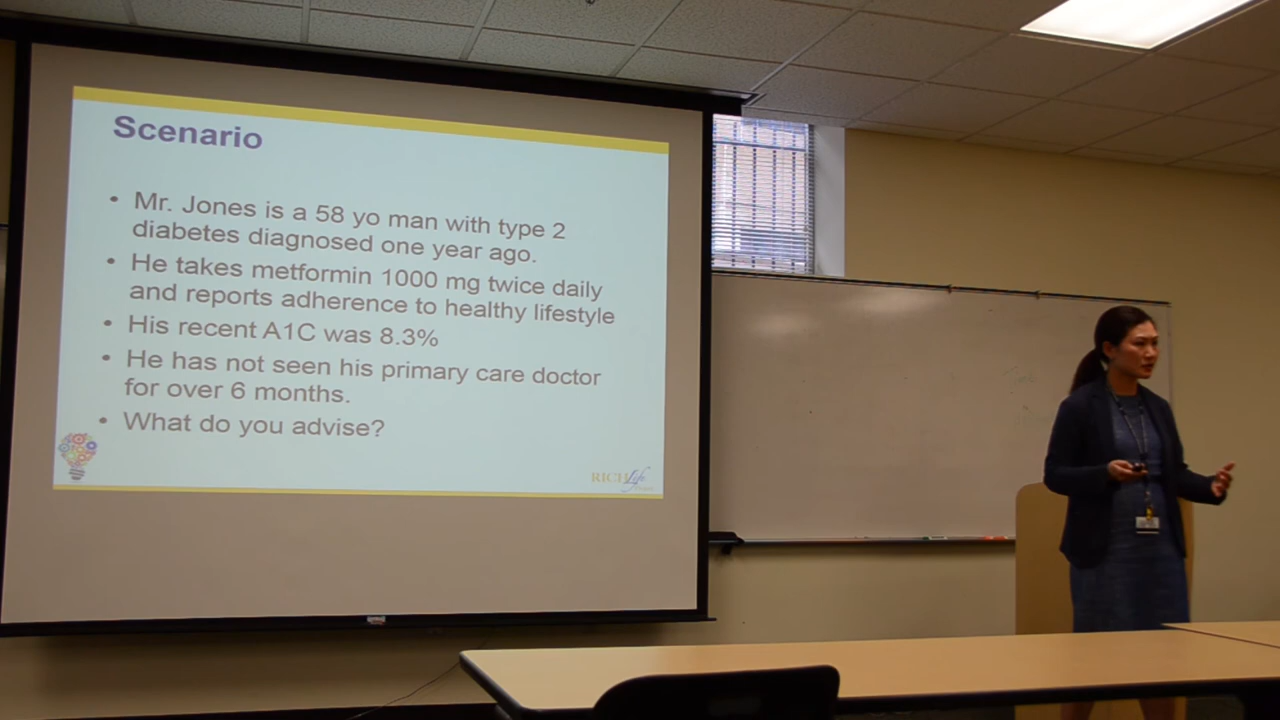 Scenario
• Mr. Jones is a 58 yo man with type 2
diabetes diagnosed one year ago.
• He takes metformin 1000 mg twice daily
and reports adherence to healthy lifestyle
• His recent A1C was 8.3%
• He has not seen his primary care doctor
for over 6 months.
• What do you advise?
RICH Life